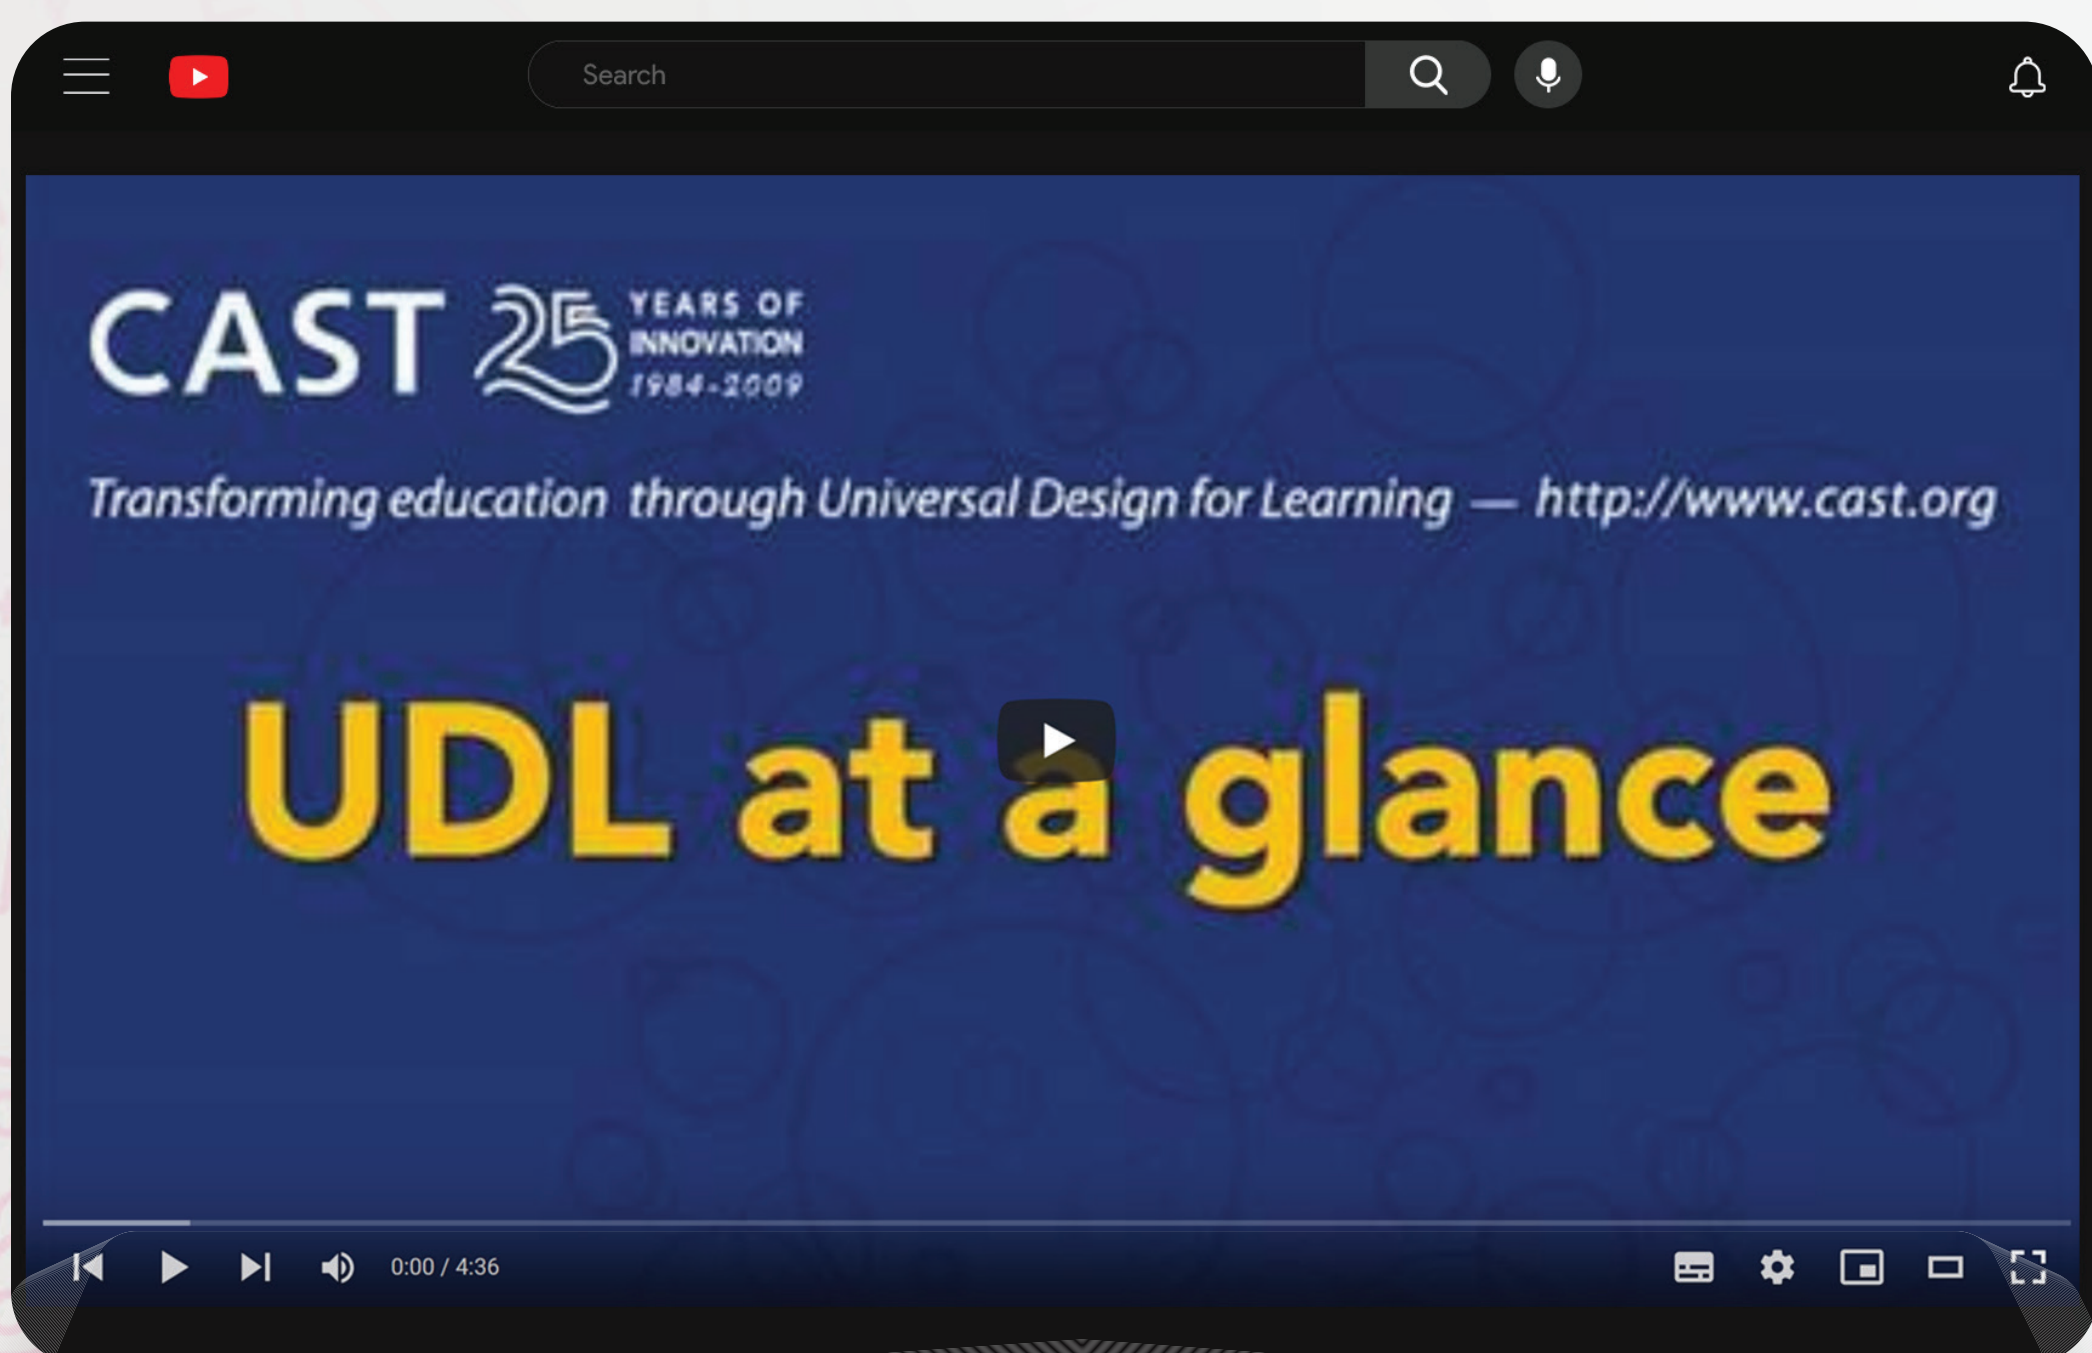 Search
CAST 25 YEARS OF
INNOVATION
1984-2009
Transforming education through Universal Design for Learning — http://www.cast.org
UDL at a glance
0:00 / 4:36